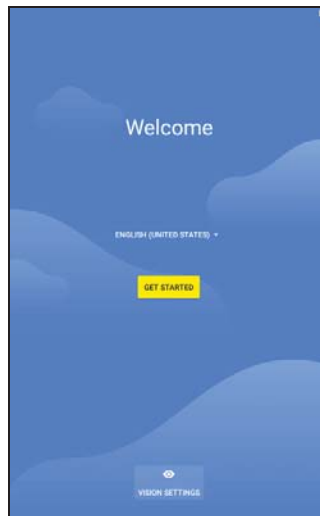 Welcome
ENGLISH (UNITED STATES)
GET STARTED
VISION SETTINGS